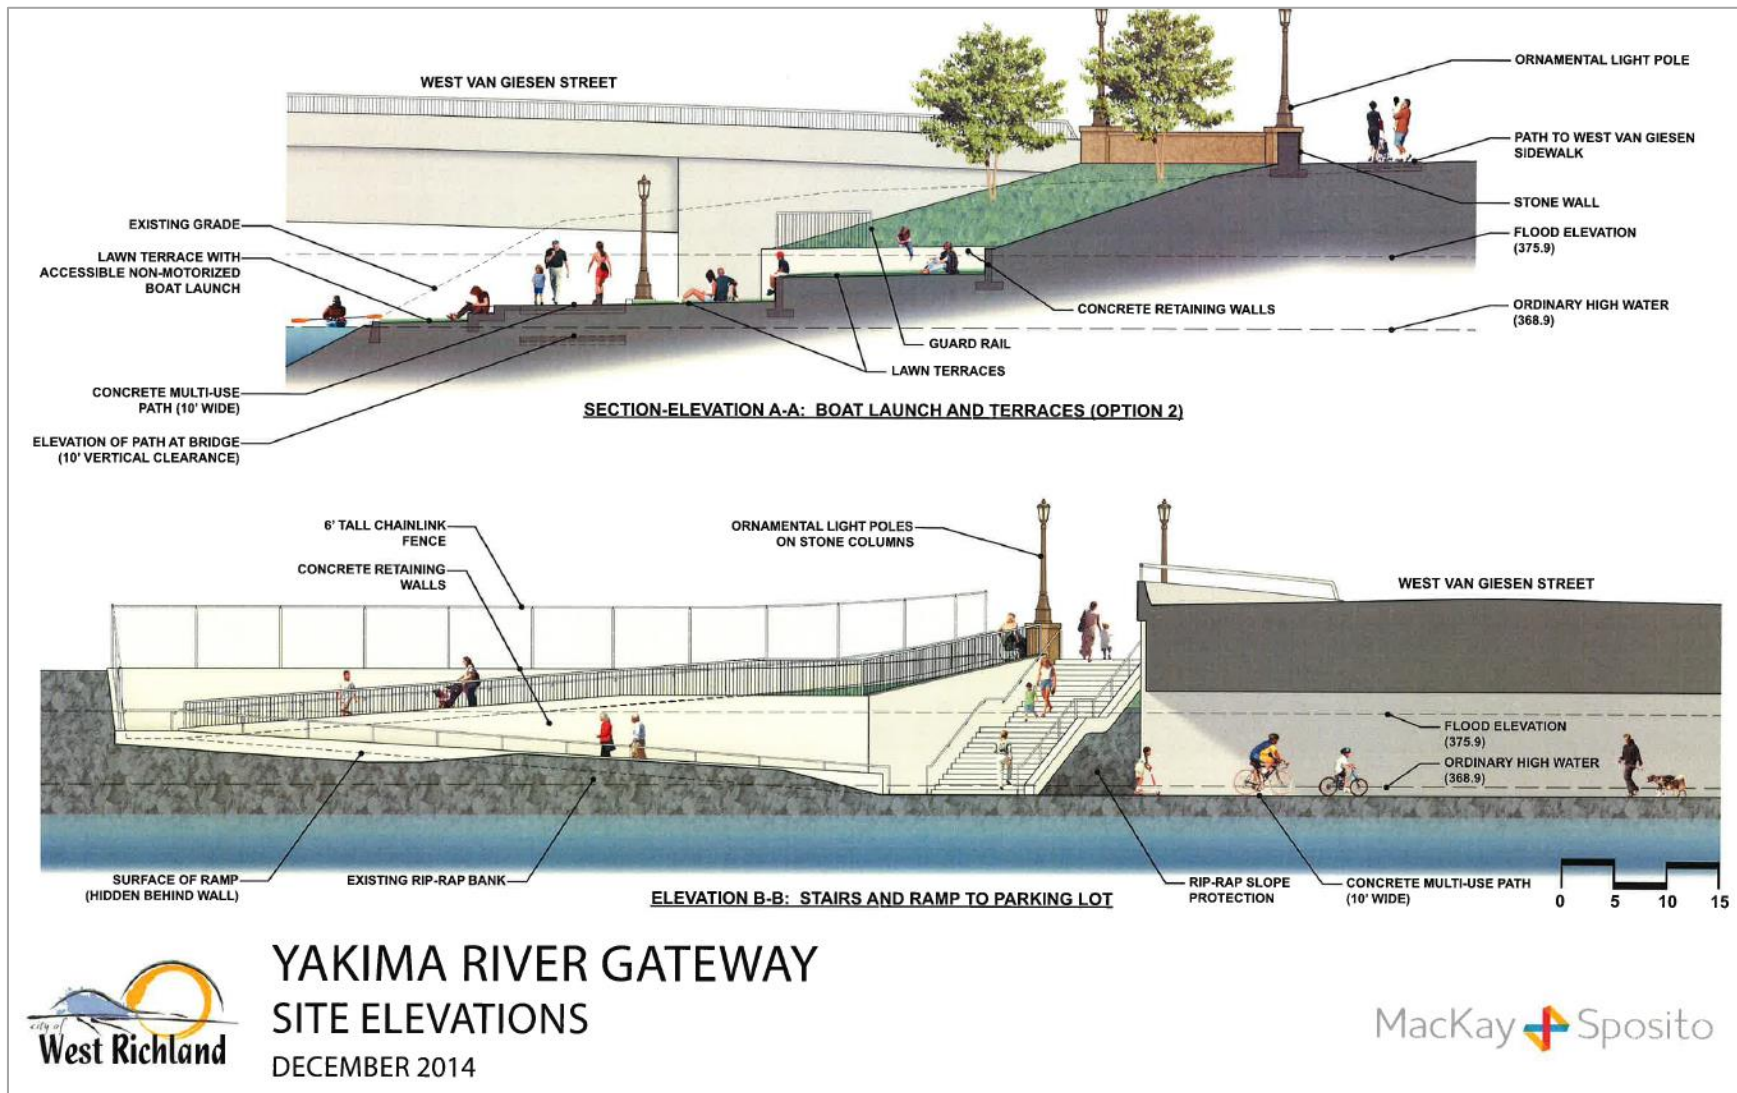 WEST VAN GIESEN STREET
ORNAMENTAL LIGHT POLE
PATH TO WEST VAN GIESEN
SIDEWALK
STONE WALL
FLOOD ELEVATION
(375.9)
ORDINARY HIGH WATER
(368.9)
EXISTING GRADE
LAWN TERRACE WITH
ACCESSIBLE NON-MOTORIZED
BOAT LAUNCH
CONCRETE RETAINING WALLS
GUARD RAIL
LAWN TERRACES
CONCRETE MULTI-USE
PATH (10' WIDE)
ELEVATION OF PATH AT BRIDGE
(10' VERTICAL CLEARANCE)
SECTION-ELEVATION A-A: BOAT LAUNCH AND TERRACES (OPTION 2)
6' TALL CHAINLINK
FENCE
CONCRETE RETAINING
WALLS
ORNAMENTAL LIGHT POLES
ON STONE COLUMNS
WEST VAN GIESEN STREET
FLOOD ELEVATION
(375.9)
ORDINARY HIGH WATER
(368.9)
SURFACE OF RAMP
(HIDDEN BEHIND WALL)
EXISTING RIP-RAP BANK
RIP-RAP SLOPE
PROTECTION
CONCRETE MULTI-USE PATH
(10' WIDE)
0 5 10 15
ELEVATION B-B: STAIRS AND RAMP TO PARKING LOT
city of
West Richland
YAKIMA RIVER GATEWAY
SITE ELEVATIONS
DECEMBER 2014
MacKay Sposito